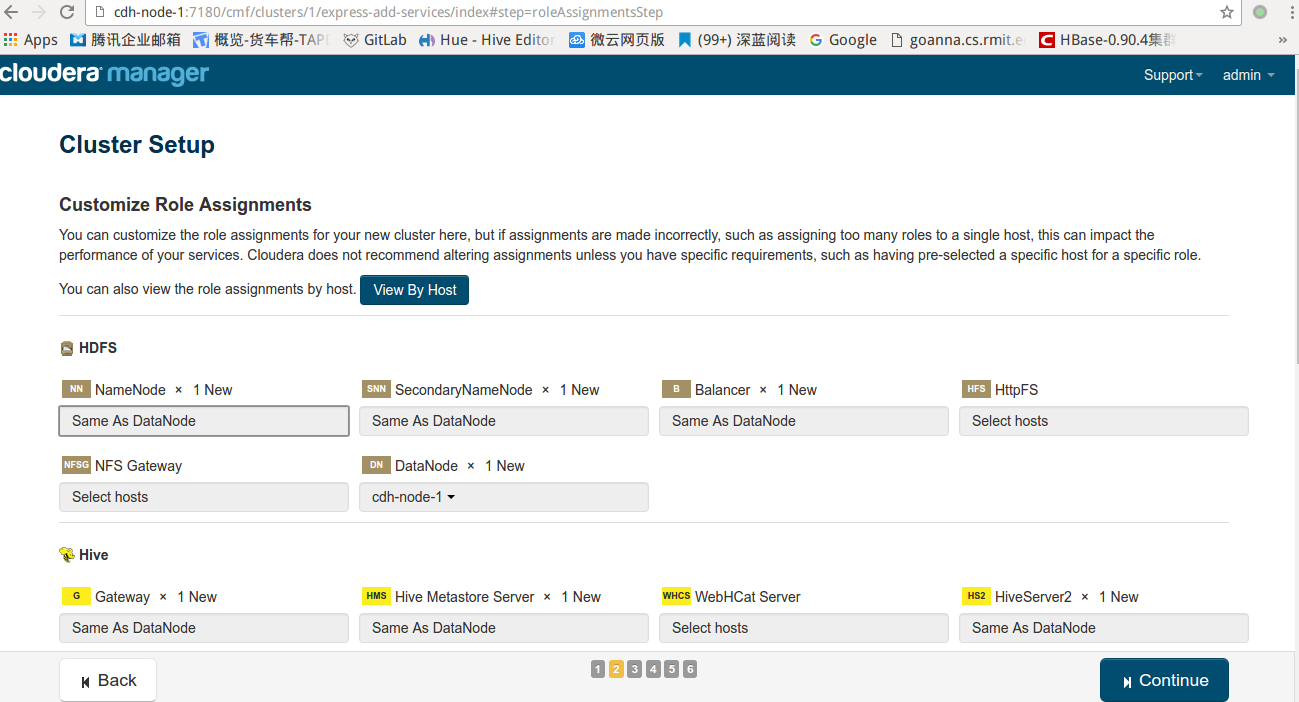 cdh-node-1:7180/cmf/clusters/1/express-add-services/index#step=roleAssignmentsStep
Apps 腾讯企业邮箱 概览-货车帮-TAPD GitLab Hue - Hive Editor 微云网页版 (99+) 深蓝阅读 Google goanna.cs.rmit.e HBase-0.90.4集群 »
cloudera manager Support admin
Cluster Setup
Customize Role Assignments
You can customize the role assignments for your new cluster here, but if assignments are made incorrectly, such as assigning too many roles to a single host, this can impact the
performance of your services. Cloudera does not recommend altering assignments unless you have specific requirements, such as having pre-selected a specific host for a specific role.
You can also view the role assignments by host. View By Host
HDFS
NN NameNode × 1 New SNN SecondaryNameNode × 1 New B Balancer × 1 New HFS HttpFS
Same As DataNode Same As DataNode Same As DataNode Select hosts
NFSG NFS Gateway DN DataNode × 1 New
Select hosts cdh-node-1
Hive
G Gateway × 1 New HMS Hive Metastore Server × 1 New WHCS WebHCat Server HS2 HiveServer2 × 1 New
Same As DataNode Same As DataNode Select hosts Same As DataNode
Back 1 2 3 4 5 6 Continue